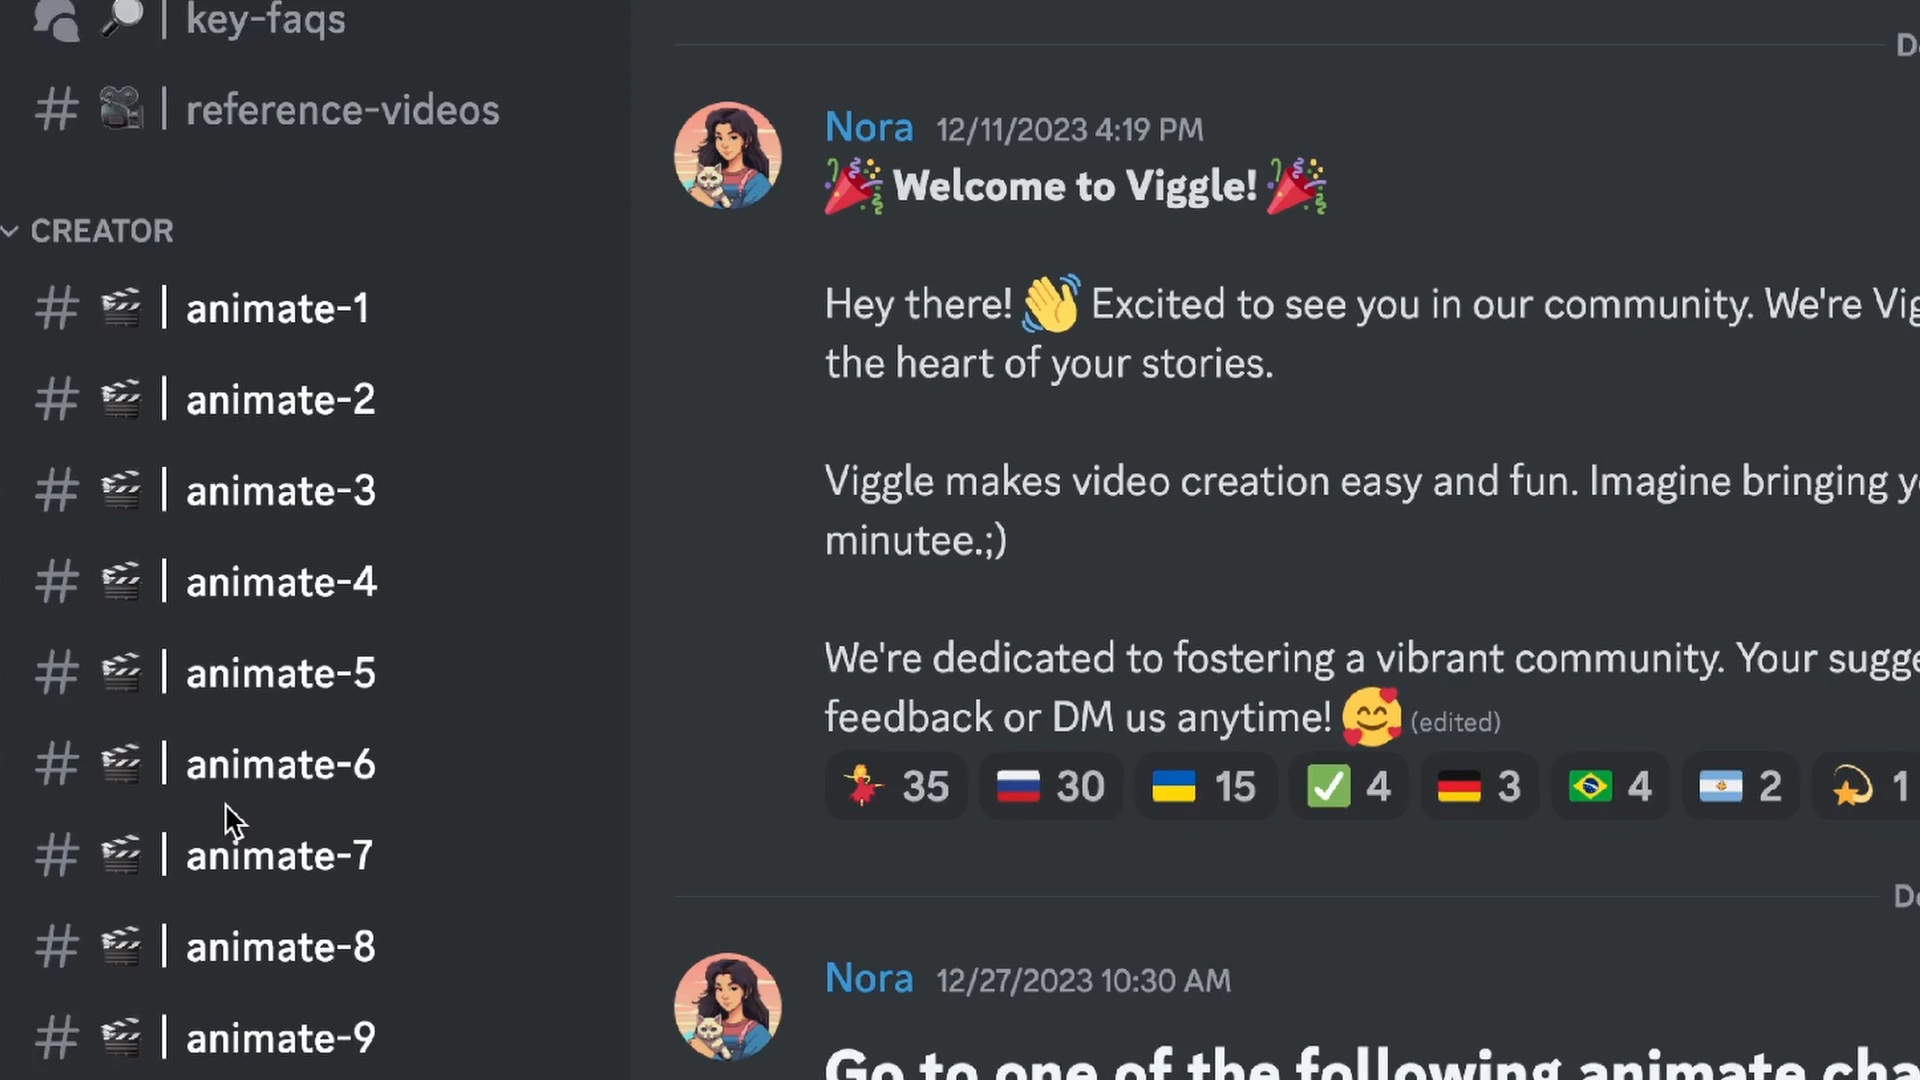 key-faqs
# | reference-videos
CREATOR
# | animate-1
# | animate-2
# | animate-3
# | animate-4
# | animate-5
# | animate-6
# | animate-7
# | animate-8
# | animate-9
Nora 12/11/2023 4:19 PM
Welcome to Viggle!
Hey there! 👋 Excited to see you in our community. We're Vig
the heart of your stories.
Viggle makes video creation easy and fun. Imagine bringing y
minutee.;)
We're dedicated to fostering a vibrant community. Your sugge
feedback or DM us anytime! 🥰 (edited)
35 30 15 4 3 4 2 1
Nora 12/27/2023 10:30 AM
Go to one of the following animate cha